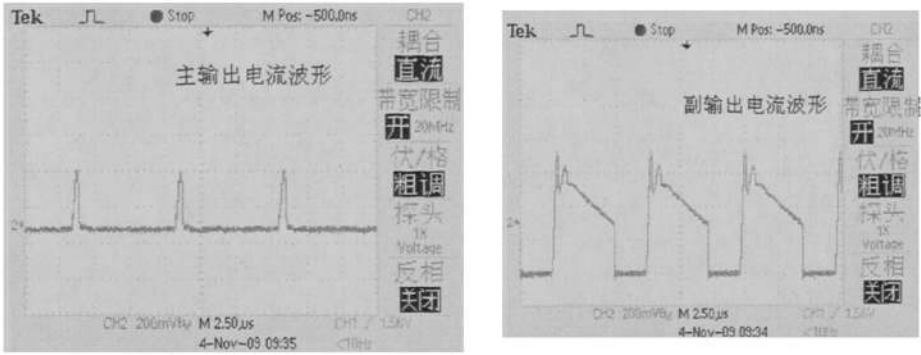 Tek
Stop
M Pos: -500.0ns
CH2
耦合
直流
带宽限制
开 20MHz
伏/格
粗调
探头
1X
Voltage
反相
关闭
主输出电流波形
2
CH2 200mV
M 2.50µs
CH1 / 1.56V
4-Nov-09 09:35
<10Hz
Tek
Stop
M Pos: -500.0ns
CH2
耦合
直流
带宽限制
开 20MHz
伏/格
粗调
探头
1X
Voltage
反相
关闭
副输出电流波形
2
CH2 200mV
M 2.50µs
CH1 / 1.56V
4-Nov-09 09:34
<10Hz